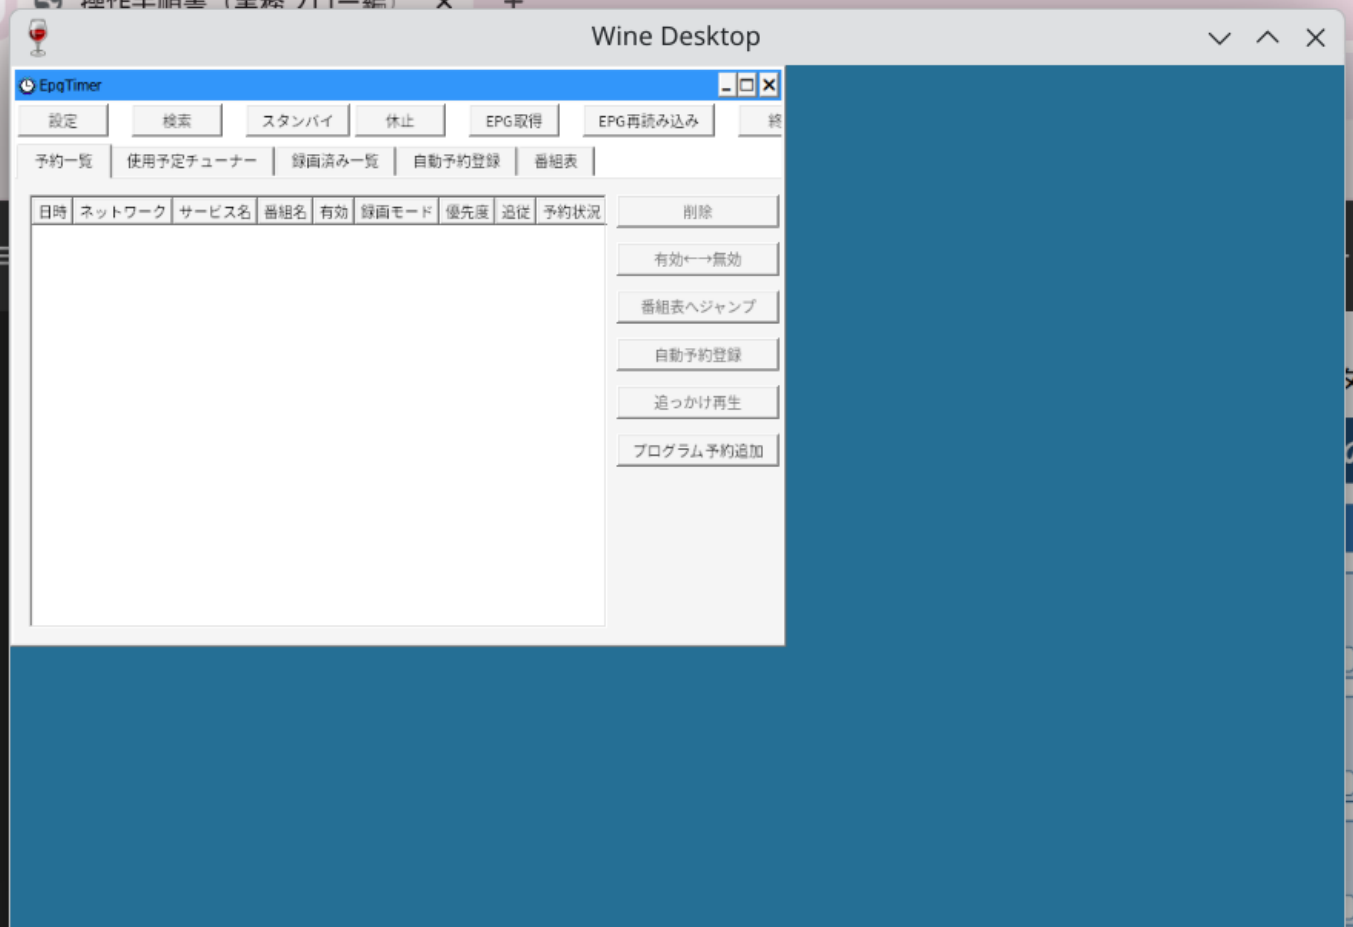 Wine Desktop
EpgTimer
設定 検索 スタンバイ 休止 EPG取得 EPG再読み込み 終
予約一覧 使用予定チューナー 録画済み一覧 自動予約登録 番組表
日時 ネットワーク サービス名 番組名 有効 録画モード 優先度 追従 予約状況
削除
有効←→無効
番組表へジャンプ
自動予約登録
追っかけ再生
プログラム予約追加